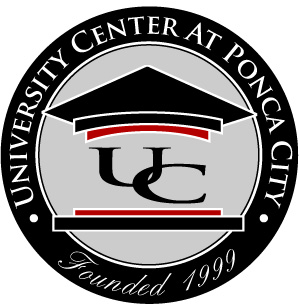 University Center At Ponca City
UC
Founded 1999